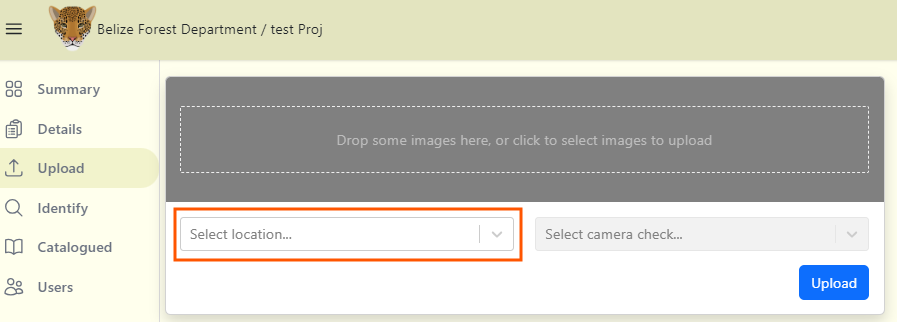 Belize Forest Department / test Proj
Summary
Details
Upload
Identify
Catalogued
Users
Drop some images here, or click to select images to upload
Select location...
Select camera check...
Upload